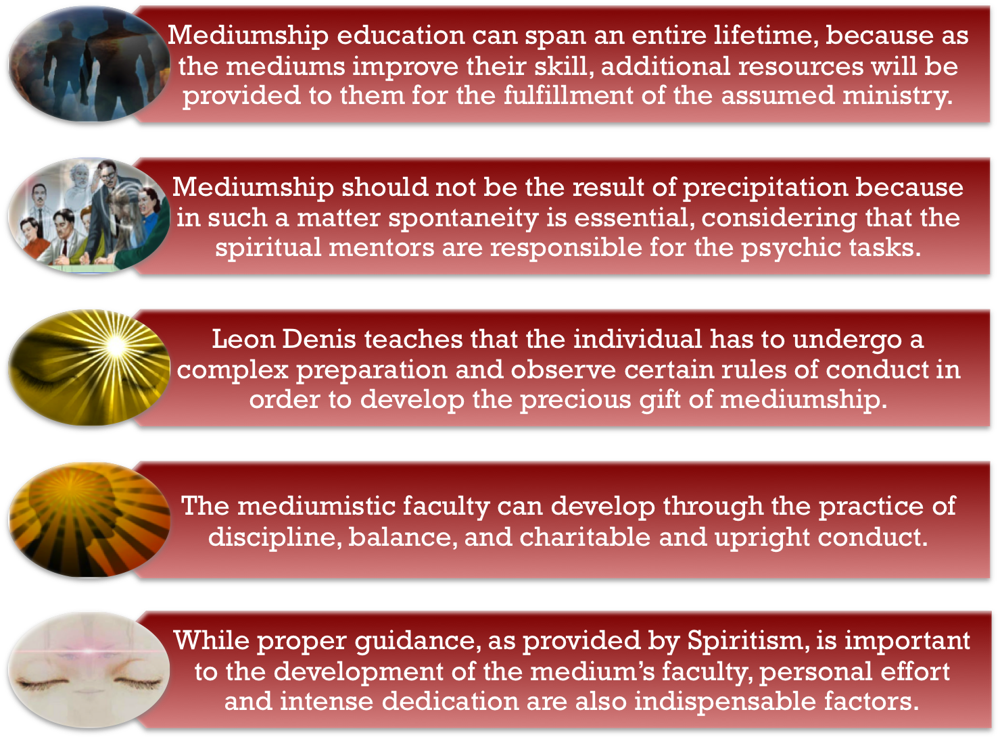 Mediumship education can span an entire lifetime, because as
the mediums improve their skill, additional resources will be
provided to them for the fulfillment of the assumed ministry.
Mediumship should not be the result of precipitation because
in such a matter spontaneity is essential, considering that the
spiritual mentors are responsible for the psychic tasks.
Leon Denis teaches that the individual has to undergo a
complex preparation and observe certain rules of conduct in
order to develop the precious gift of mediumship.
The mediumistic faculty can develop through the practice of
discipline, balance, and charitable and upright conduct.
While proper guidance, as provided by Spiritism, is important
to the development of the medium’s faculty, personal effort
and intense dedication are also indispensable factors.